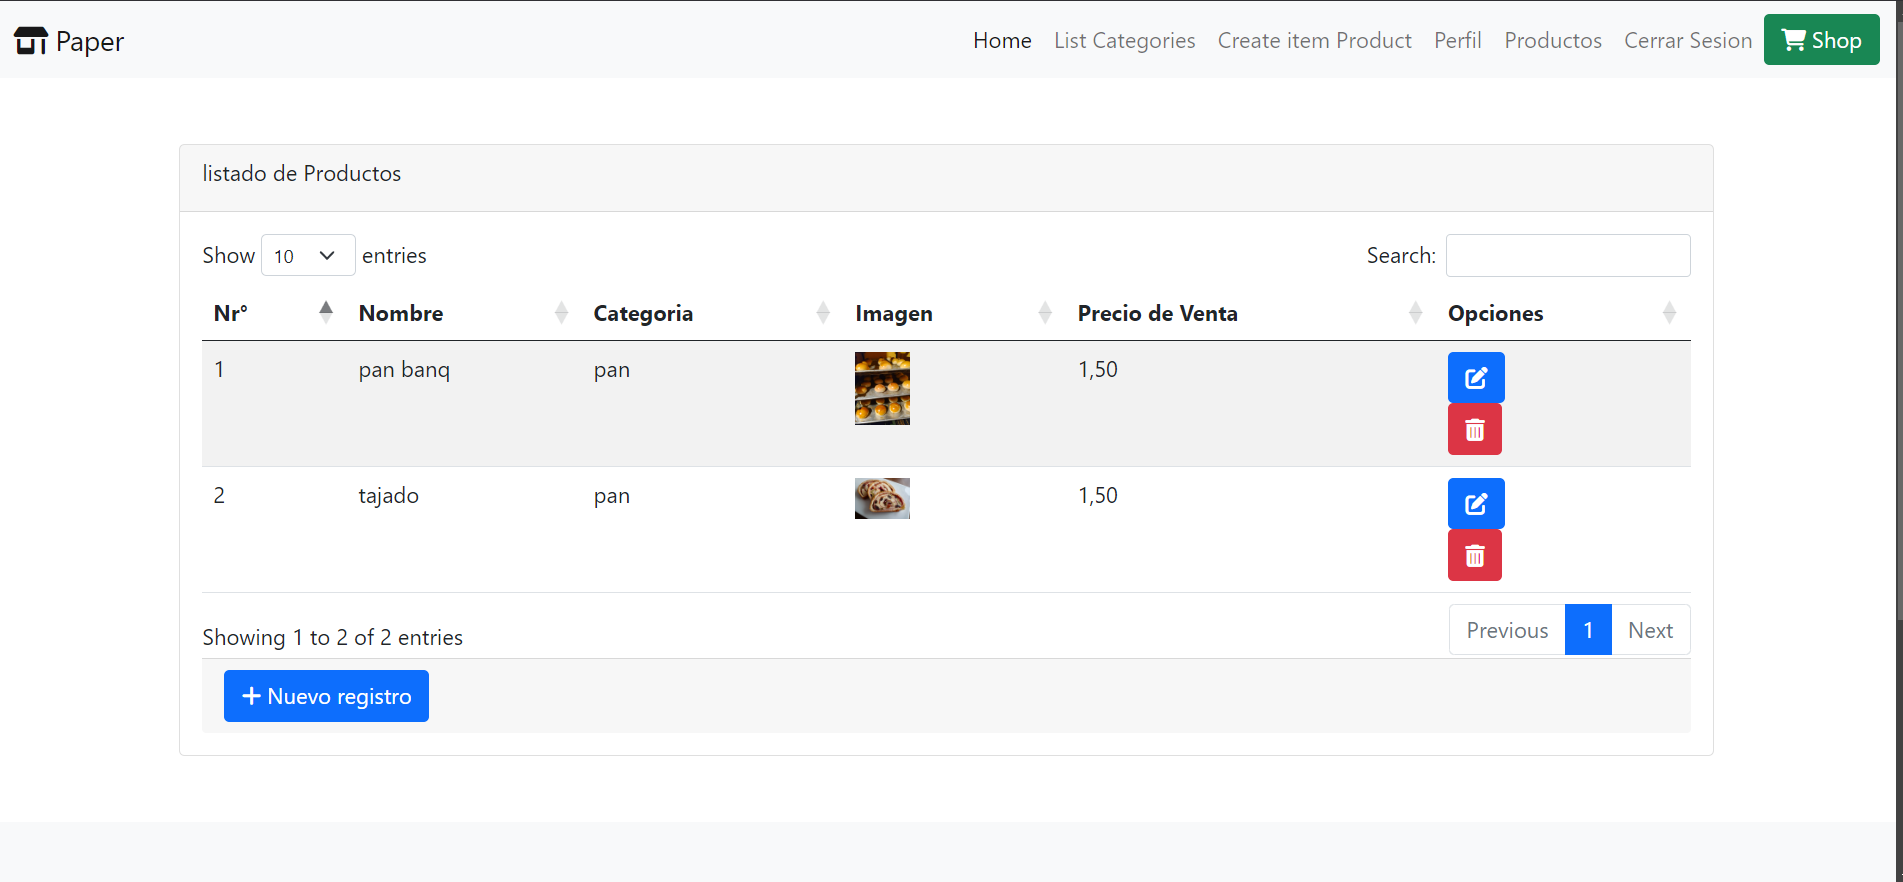 Paper Home List Categories Create item Product Perfil Productos Cerrar Sesion Shop
listado de Productos
Show 10 entries Search:
Nr° Nombre Categoria Imagen Precio de Venta Opciones
1 pan banq pan 1,50
2 tajado pan 1,50
Showing 1 to 2 of 2 entries Previous 1 Next
Nuevo registro